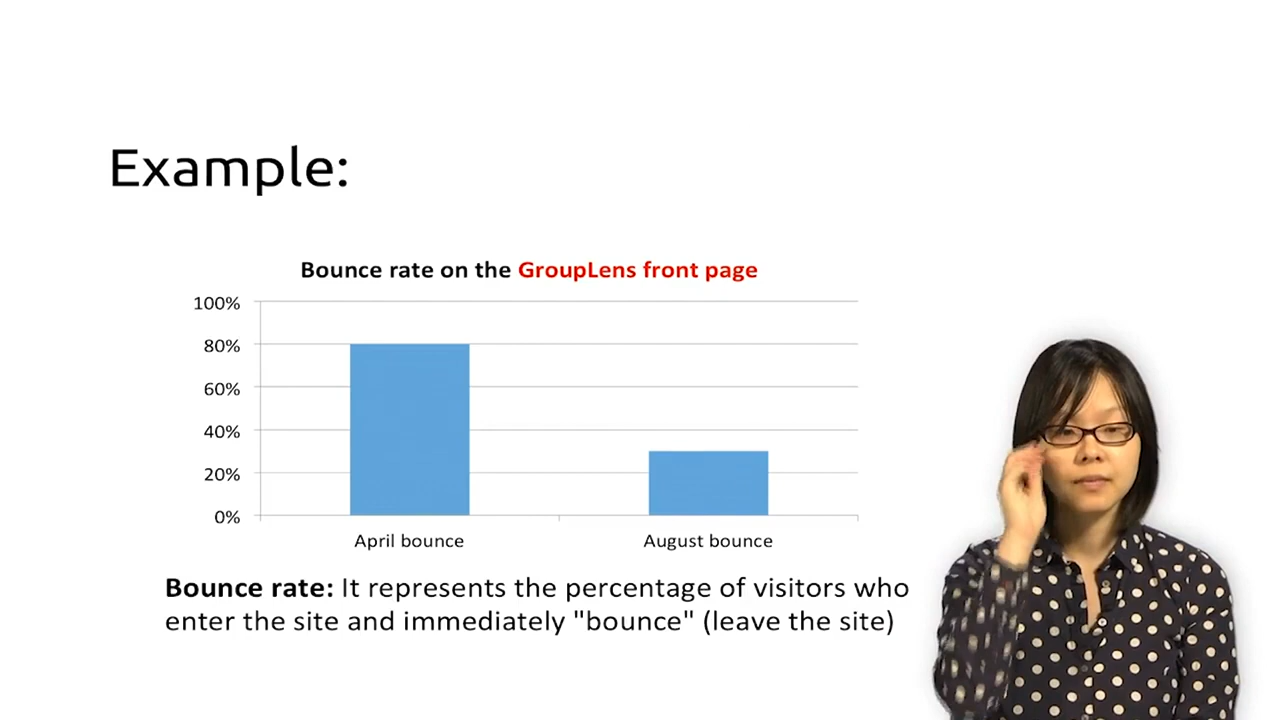 Example:
Bounce rate on the GroupLens front page
100%
80%
60%
40%
20%
0%
April bounce
August bounce
Bounce rate: It represents the percentage of visitors who
enter the site and immediately "bounce" (leave the site)